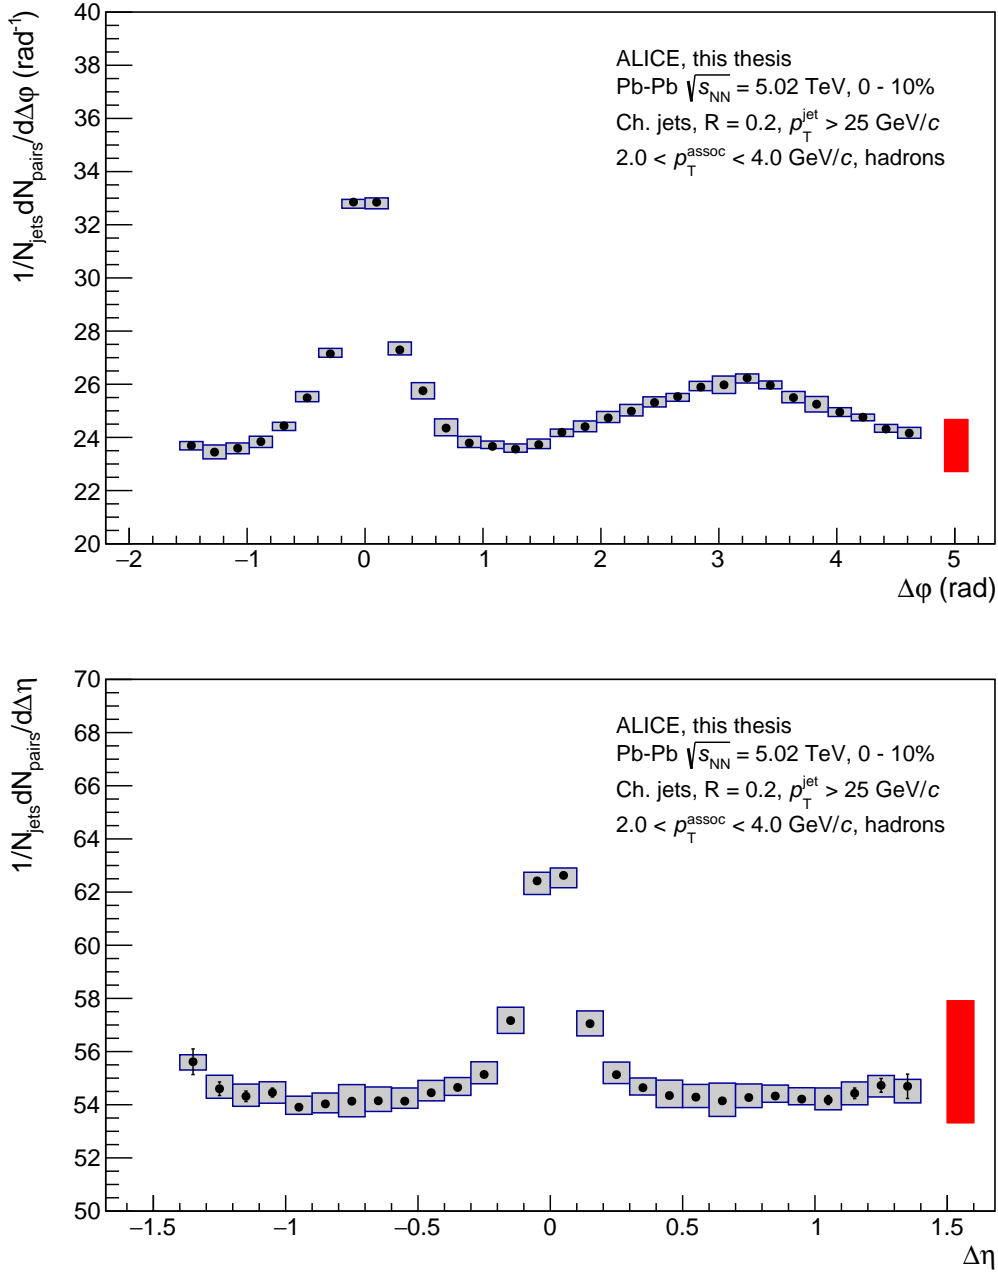 1/N_jets dN_pairs/dΔφ (rad⁻¹)
40
38
36
34
32
30
28
26
24
22
20
ALICE, this thesis
Pb-Pb √s_NN = 5.02 TeV, 0 - 10%
Ch. jets, R = 0.2, p_T^jet > 25 GeV/c
2.0 < p_T^assoc < 4.0 GeV/c, hadrons
−2 −1 0 1 2 3 4 5
Δφ (rad)
1/N_jets dN_pairs/dΔη
70
68
66
64
62
60
58
56
54
52
50
ALICE, this thesis
Pb-Pb √s_NN = 5.02 TeV, 0 - 10%
Ch. jets, R = 0.2, p_T^jet > 25 GeV/c
2.0 < p_T^assoc < 4.0 GeV/c, hadrons
−1.5 −1 −0.5 0 0.5 1 1.5
Δη